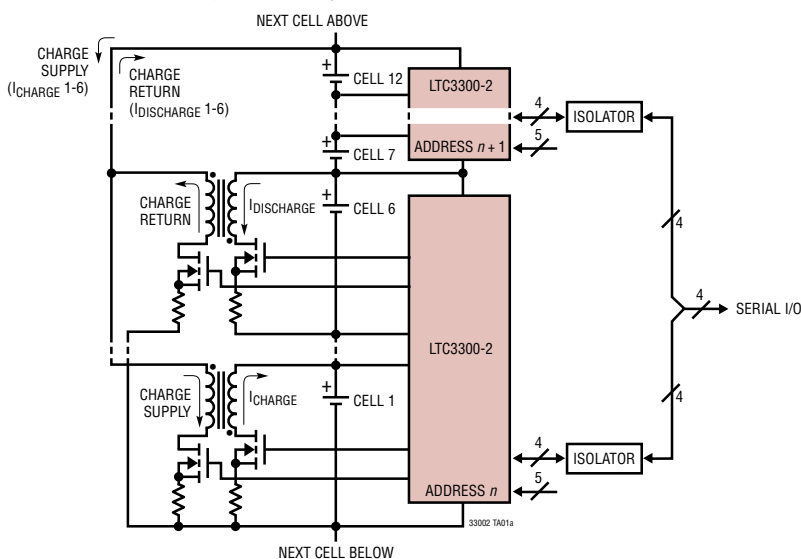 NEXT CELL ABOVE
CHARGE
SUPPLY
(ICHARGE 1-6)
CHARGE
RETURN
(IDISCHARGE 1-6)
+
CELL 12
LTC3300-2
4
ISOLATOR
+
CELL 7
ADDRESS n + 1
5
CHARGE
RETURN
IDISCHARGE
+
CELL 6
4
4
SERIAL I/O
LTC3300-2
CHARGE
SUPPLY
ICHARGE
+
CELL 1
4
4
ISOLATOR
ADDRESS n
5
33002 TA01a
NEXT CELL BELOW